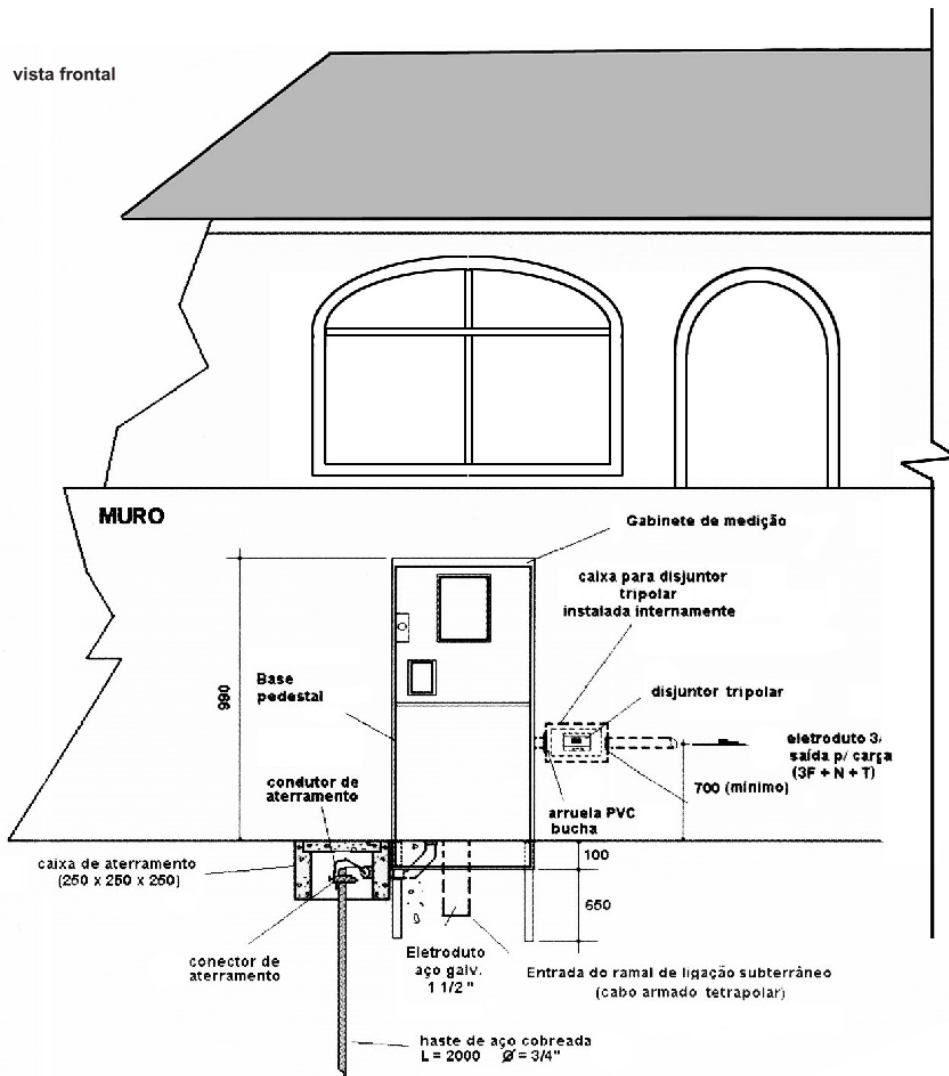 vista frontal
MURO
Gabinete de medição
caixa para disjuntor
tripolar
instalada internamente
Base
pedestal
990
disjuntor tripolar
condutor de
aterramento
eletroduto 3/
saída p/ carga
(3F + N + T)
700 (mínimo)
arruela PVC
bucha
caixa de aterramento
(250 x 250 x 250)
100
650
conector de
aterramento
Eletroduto
aço galv.
1 1/2 "
Entrada do ramal de ligação subterrâneo
(cabo armado tetrapolar)
haste de aço cobreada
L = 2000 Ø = 3/4"